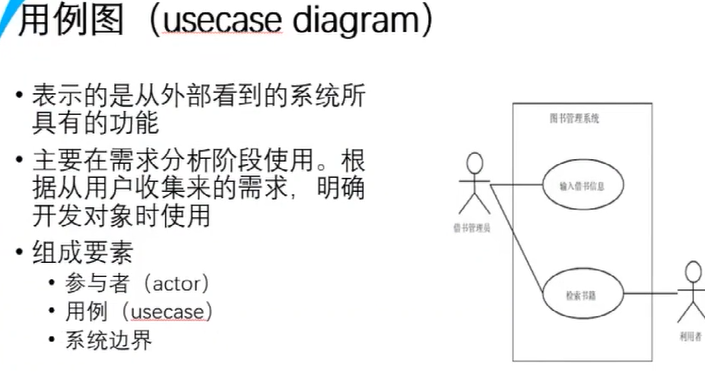 用例图（usecase diagram）
• 表示的是从外部看到的系统所
具有的功能
• 主要在需求分析阶段使用。根
据从用户收集来的需求，明确
开发对象时使用
• 组成要素
• 参与者（actor）
• 用例（usecase）
• 系统边界
图书管理系统
输入借书信息
借书管理员
检索书籍
利用者